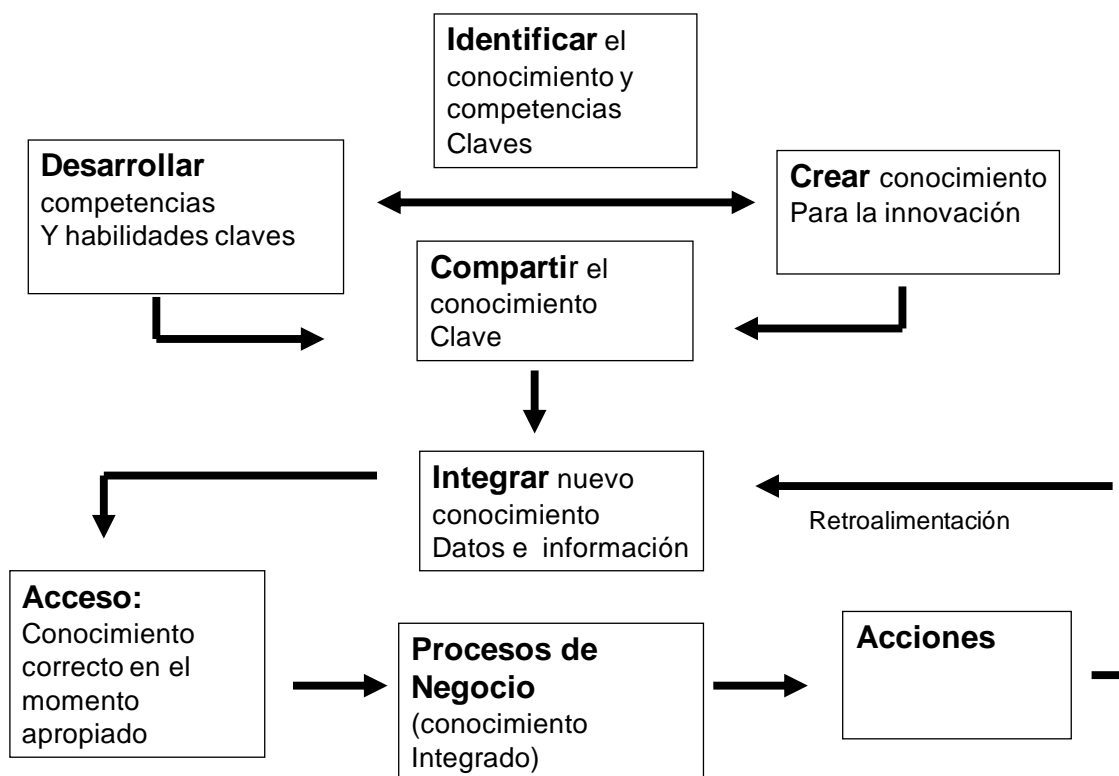 Identificar el
conocimiento y
competencias
Claves
Desarrollar
competencias
Y habilidades claves
Crear conocimiento
Para la innovación
Compartir el
conocimiento
Clave
Integrar nuevo
conocimiento
Datos e información
Retroalimentación
Acceso:
Conocimiento
correcto en el
momento
apropiado
Procesos de
Negocio
(conocimiento
Integrado)
Acciones